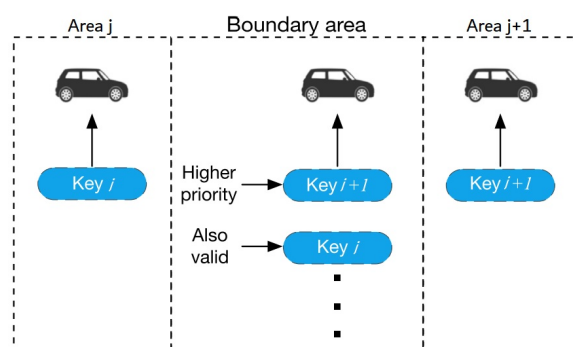 Area j
Boundary area
Area j+1
Key i
Higher
priority
Key i+1
Key i+1
Also
valid
Key i